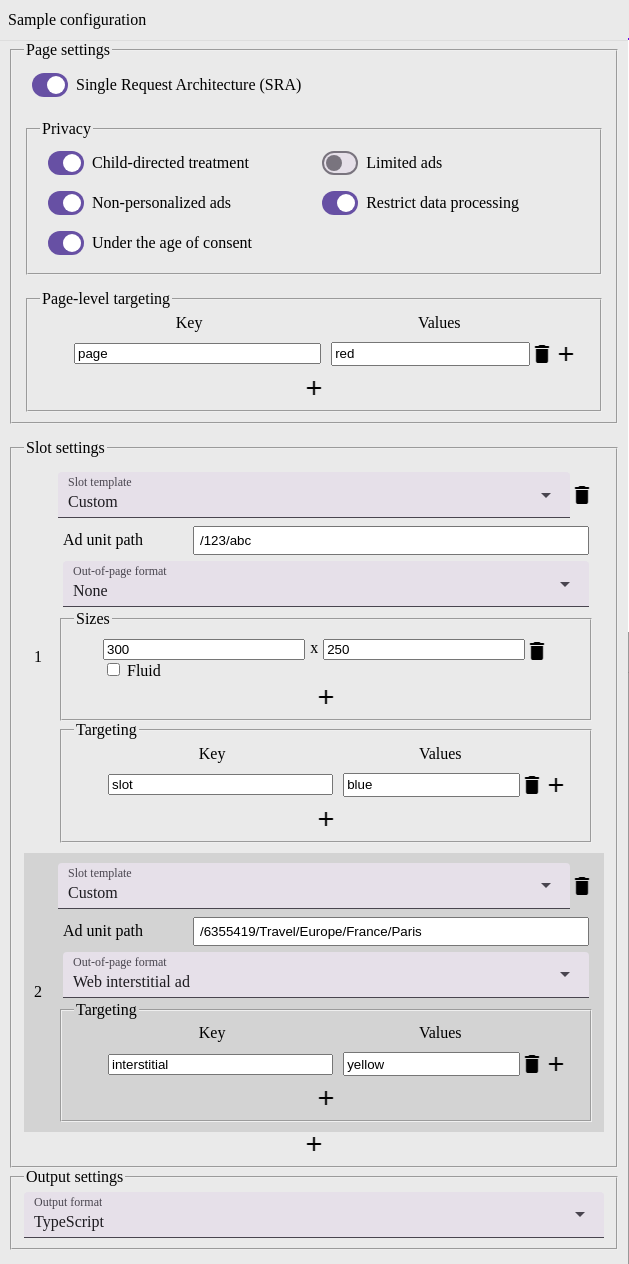 Sample configuration
Page settings
Single Request Architecture (SRA)
Privacy
Child-directed treatment
Limited ads
Non-personalized ads
Restrict data processing
Under the age of consent
Page-level targeting
Key Values
page red
Slot settings
1
Slot template
Custom
Ad unit path /123/abc
Out-of-page format
None
Sizes
300 x 250
Fluid
Targeting
Key Values
slot blue
2
Slot template
Custom
Ad unit path /6355419/Travel/Europe/France/Paris
Out-of-page format
Web interstitial ad
Targeting
Key Values
interstitial yellow
Output settings
Output format
TypeScript